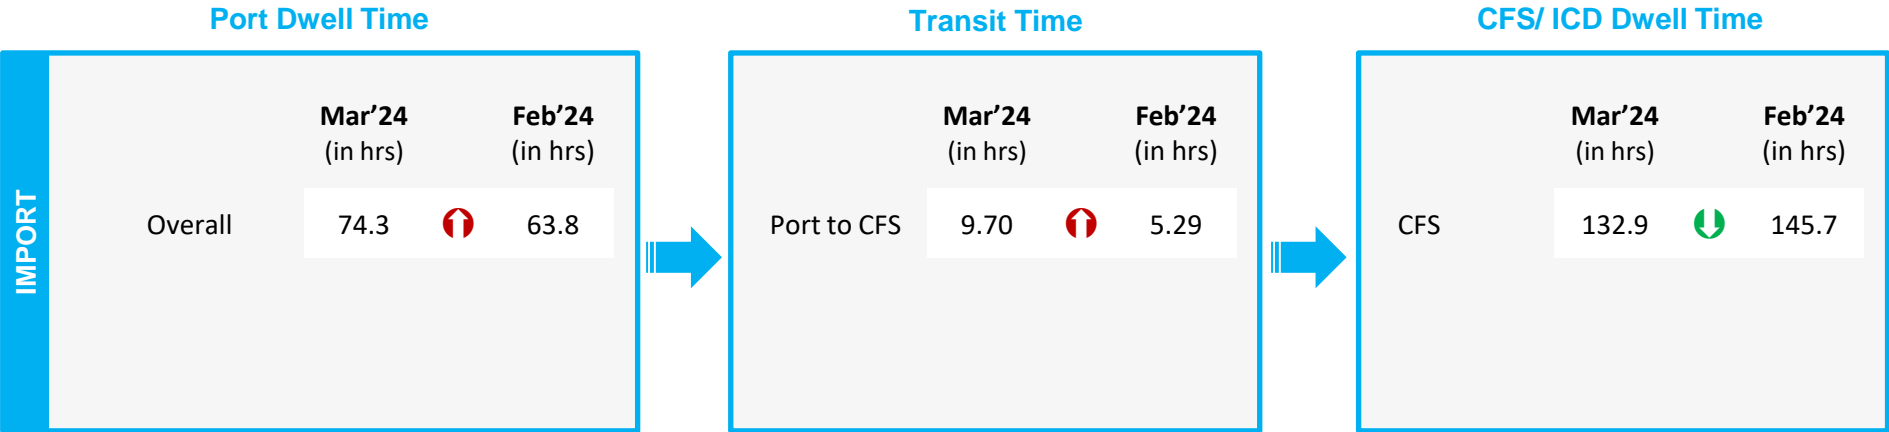 Port Dwell Time
Transit Time
CFS/ ICD Dwell Time
IMPORT
Mar’24 Feb’24
(in hrs) (in hrs)
Overall 74.3 63.8
Mar’24 Feb’24
(in hrs) (in hrs)
Port to CFS 9.70 5.29
Mar’24 Feb’24
(in hrs) (in hrs)
CFS 132.9 145.7